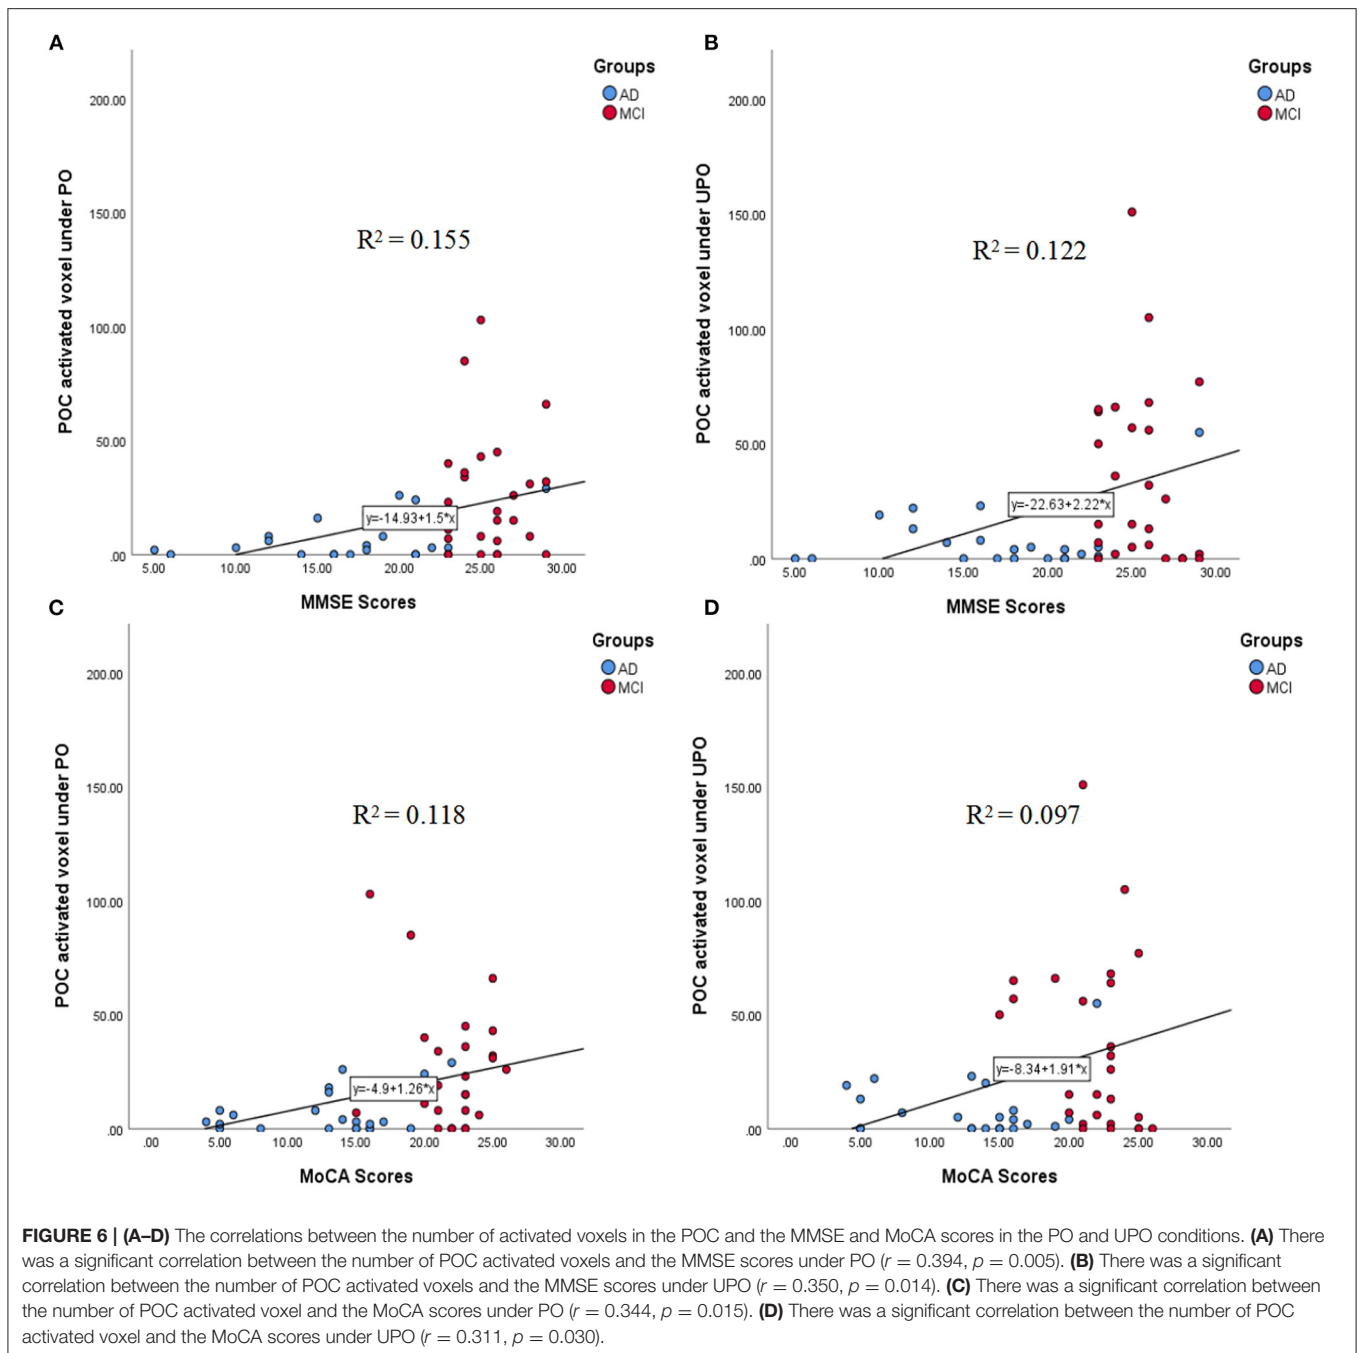 A
Groups
AD
MCI
200.00
150.00
100.00
50.00
.00
POC activated voxel under PO
R² = 0.155
y=-14.93+1.5*x
5.00 10.00 15.00 20.00 25.00 30.00
MMSE Scores
B
Groups
AD
MCI
200.00
150.00
100.00
50.00
.00
POC activated voxel under UPO
R² = 0.122
y=-22.63+2.22*x
5.00 10.00 15.00 20.00 25.00 30.00
MMSE Scores
C
Groups
AD
MCI
200.00
150.00
100.00
50.00
.00
POC activated voxel under PO
R² = 0.118
y=-4.9+1.26*x
.00 5.00 10.00 15.00 20.00 25.00 30.00
MoCA Scores
D
Groups
AD
MCI
200.00
150.00
100.00
50.00
.00
POC activated voxel under UPO
R² = 0.097
y=-8.34+1.91*x
.00 5.00 10.00 15.00 20.00 25.00 30.00
MoCA Scores
FIGURE 6 | (A–D) The correlations between the number of activated voxels in the POC and the MMSE and MoCA scores in the PO and UPO conditions. (A) There
was a significant correlation between the number of POC activated voxels and the MMSE scores under PO (r = 0.394, p = 0.005). (B) There was a significant
correlation between the number of POC activated voxels and the MMSE scores under UPO (r = 0.350, p = 0.014). (C) There was a significant correlation between
the number of POC activated voxel and the MoCA scores under PO (r = 0.344, p = 0.015). (D) There was a significant correlation between the number of POC
activated voxel and the MoCA scores under UPO (r = 0.311, p = 0.030).